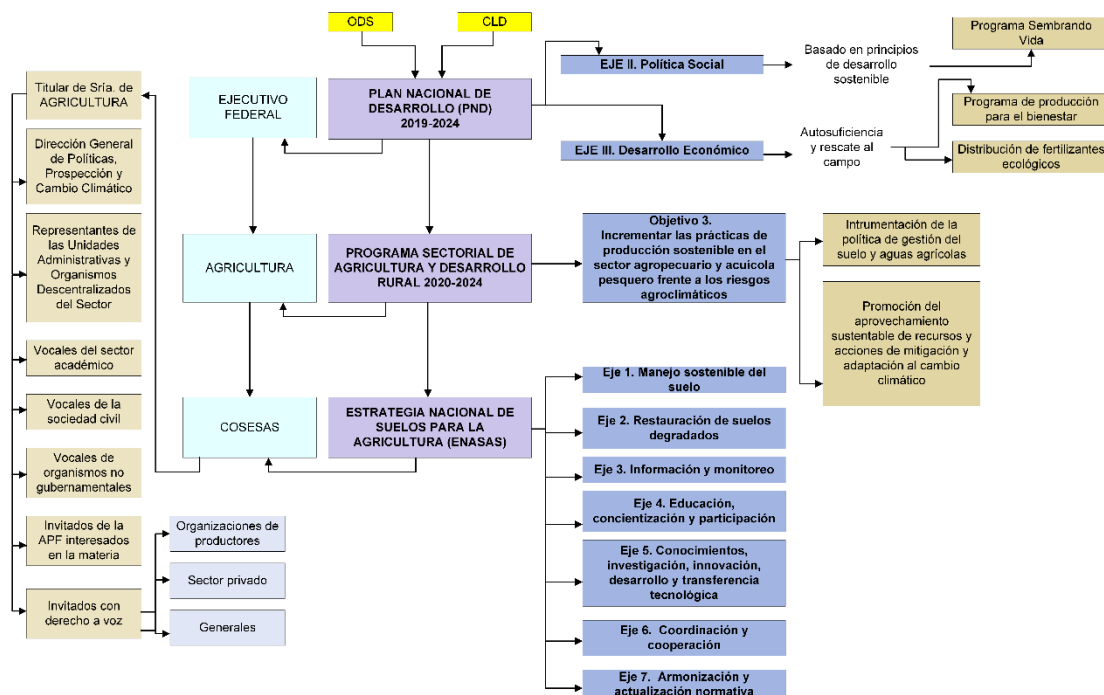 ODS
CLD
PLAN NACIONAL
DE DESARROLLO (PND)
2019-2024
EJECUTIVO
FEDERAL
EJE II. Política Social
Basado en principios
de desarrollo
sostenible
Programa Sembrando
Vida
EJE III. Desarrollo Económico
Autosuficiencia
y rescate al
campo
Programa de producción
para el bienestar
Distribución de fertilizantes
ecológicos
Titular de Sría. de
AGRICULTURA
Dirección General
de Políticas,
Prospección y
Cambio Climático
Representantes de
las Unidades
Administrativas y
Organismos
Descentralizados del
Sector
Vocales del sector
académico
Vocales de la
sociedad civil
Vocales de
organismos no
gubernamentales
Invitados de la
APF interesados
en la materia
Invitados con
derecho a voz
Organizaciones de
productores
Sector privado
Generales
AGRICULTURA
PROGRAMA SECTORIAL DE
AGRICULTURA Y DESARROLLO
RURAL 2020-2024
Objetivo 3.
Incrementar las prácticas de
producción sostenible en el
sector agropecuario y acuícola
pesquero frente a los riesgos
agroclimáticos
Intrumentación de la
política de gestión del
suelo y aguas agrícolas
Promoción del
aprovechamiento
sustentable de recursos y
acciones de mitigación y
adaptación al cambio
climático
COSESAS
ESTRATEGIA NACIONAL DE
SUELOS PARA LA
AGRICULTURA (ENASAS)
Eje 1. Manejo sostenible del
suelo
Eje 2. Restauración de suelos
degradados
Eje 3. Información y monitoreo
Eje 4. Educación,
concientización y participación
Eje 5. Conocimientos,
investigación, innovación,
desarrollo y transferencia
tecnológica
Eje 6. Coordinación y
cooperación
Eje 7. Armonización y
actualización normativa